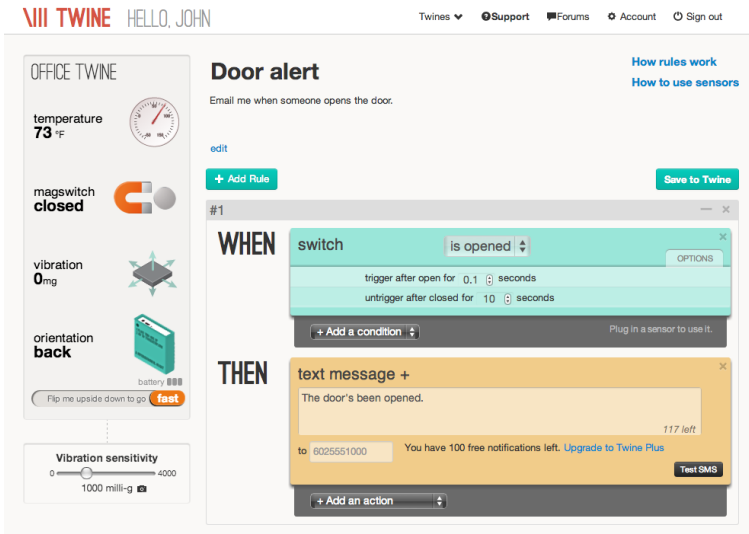 TWINE HELLO, JOHN
Twines Support Forums Account Sign out
OFFICE TWINE
temperature
73 °F
magswitch
closed
vibration
0mg
orientation
back
battery
Flip me upside down to go fast
Vibration sensitivity
0 4000
1000 milli-g
Door alert
Email me when someone opens the door.
edit
How rules work
How to use sensors
+ Add Rule
Save to Twine
#1
WHEN
switch
is opened
OPTIONS
trigger after open for 0.1 seconds
untrigger after closed for 10 seconds
+ Add a condition
Plug in a sensor to use it.
THEN
text message +
The door's been opened.
117 left
to 6025551000
You have 100 free notifications left. Upgrade to Twine Plus
Test SMS
+ Add an action